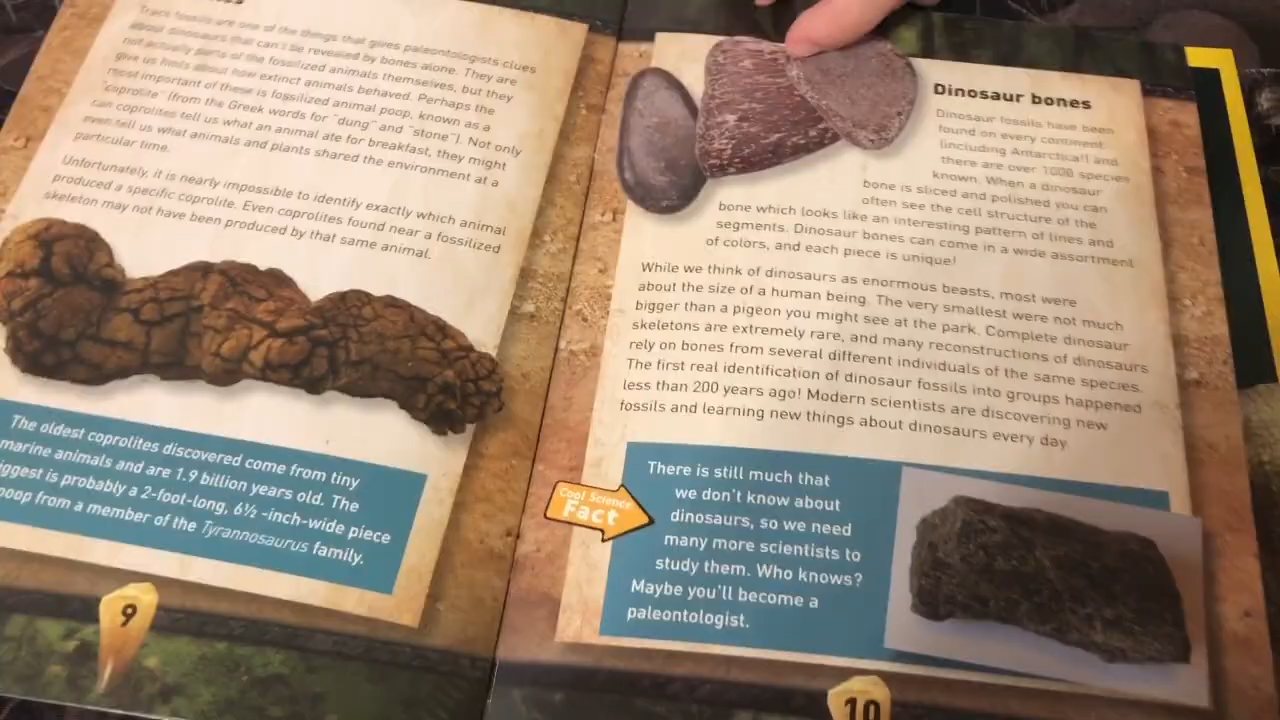 Trace fossils are one of the things that gives paleontologists clues
about dinosaurs that can't be revealed by bones alone. They are
not actually parts of the fossilized animals themselves, but they
give us hints about how extinct animals behaved. Perhaps the
most important of these is fossilized animal poop, known as a
"coprolite" (from the Greek words for "dung" and "stone"). Not only
can coprolites tell us what an animal ate for breakfast, they might
even tell us what animals and plants shared the environment at a
particular time.
Unfortunately, it is nearly impossible to identify exactly which animal
produced a specific coprolite. Even coprolites found near a fossilized
skeleton may not have been produced by that same animal.
The oldest coprolites discovered come from tiny
marine animals and are 1.9 billion years old. The
iggest is probably a 2-foot-long, 6½ -inch-wide piece
poop from a member of the Tyrannosaurus family.
9
Dinosaur bones
Dinosaur fossils have been
found on every continent
(including Antarctica!) and
there are over 1000 species
known. When a dinosaur
bone is sliced and polished you can
often see the cell structure of the
bone which looks like an interesting pattern of lines and
segments. Dinosaur bones can come in a wide assortment
of colors, and each piece is unique!
While we think of dinosaurs as enormous beasts, most were
about the size of a human being. The very smallest were not much
bigger than a pigeon you might see at the park. Complete dinosaur
skeletons are extremely rare, and many reconstructions of dinosaurs
rely on bones from several different individuals of the same species.
The first real identification of dinosaur fossils into groups happened
less than 200 years ago! Modern scientists are discovering new
fossils and learning new things about dinosaurs every day
Cool Science
Fact
There is still much that
we don't know about
dinosaurs, so we need
many more scientists to
study them. Who knows?
Maybe you'll become a
paleontologist.
10